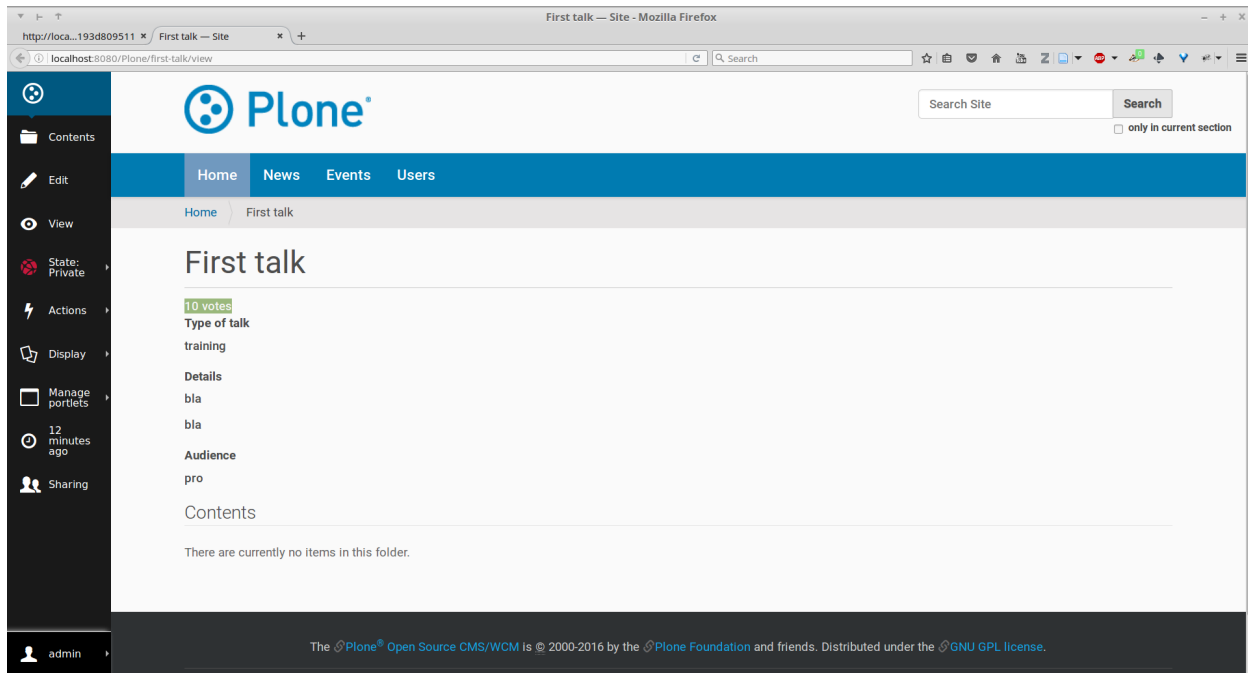 First talk — Site - Mozilla Firefox
http://loca...193d809511 × First talk — Site × +
localhost:8080/Plone/first-talk/view
Search
Plone®
Search Site
Search
only in current section
Contents
Edit
View
State: Private
Actions
Display
Manage portlets
12 minutes ago
Sharing
admin
Home News Events Users
Home First talk
First talk
10 votes
Type of talk
training
Details
bla
bla
Audience
pro
Contents
There are currently no items in this folder.
The Plone® Open Source CMS/WCM is © 2000-2016 by the Plone Foundation and friends. Distributed under the GNU GPL license.